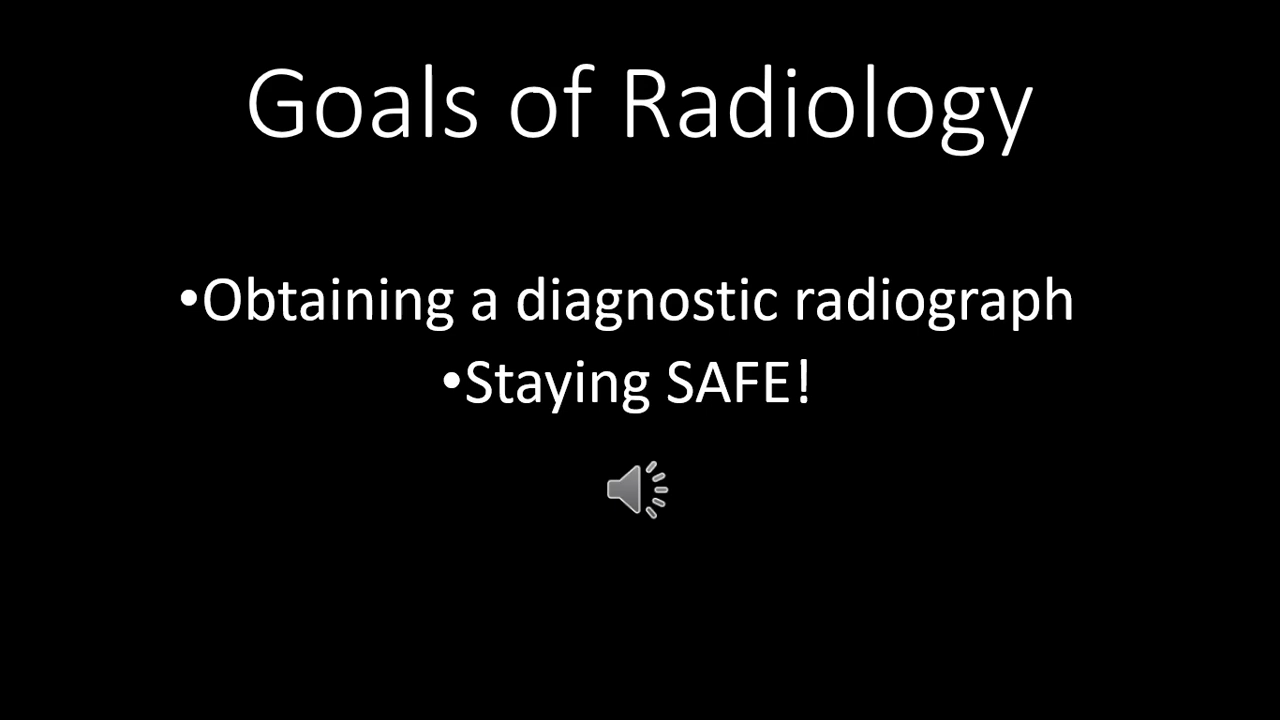 Goals of Radiology
•Obtaining a diagnostic radiograph
•Staying SAFE!